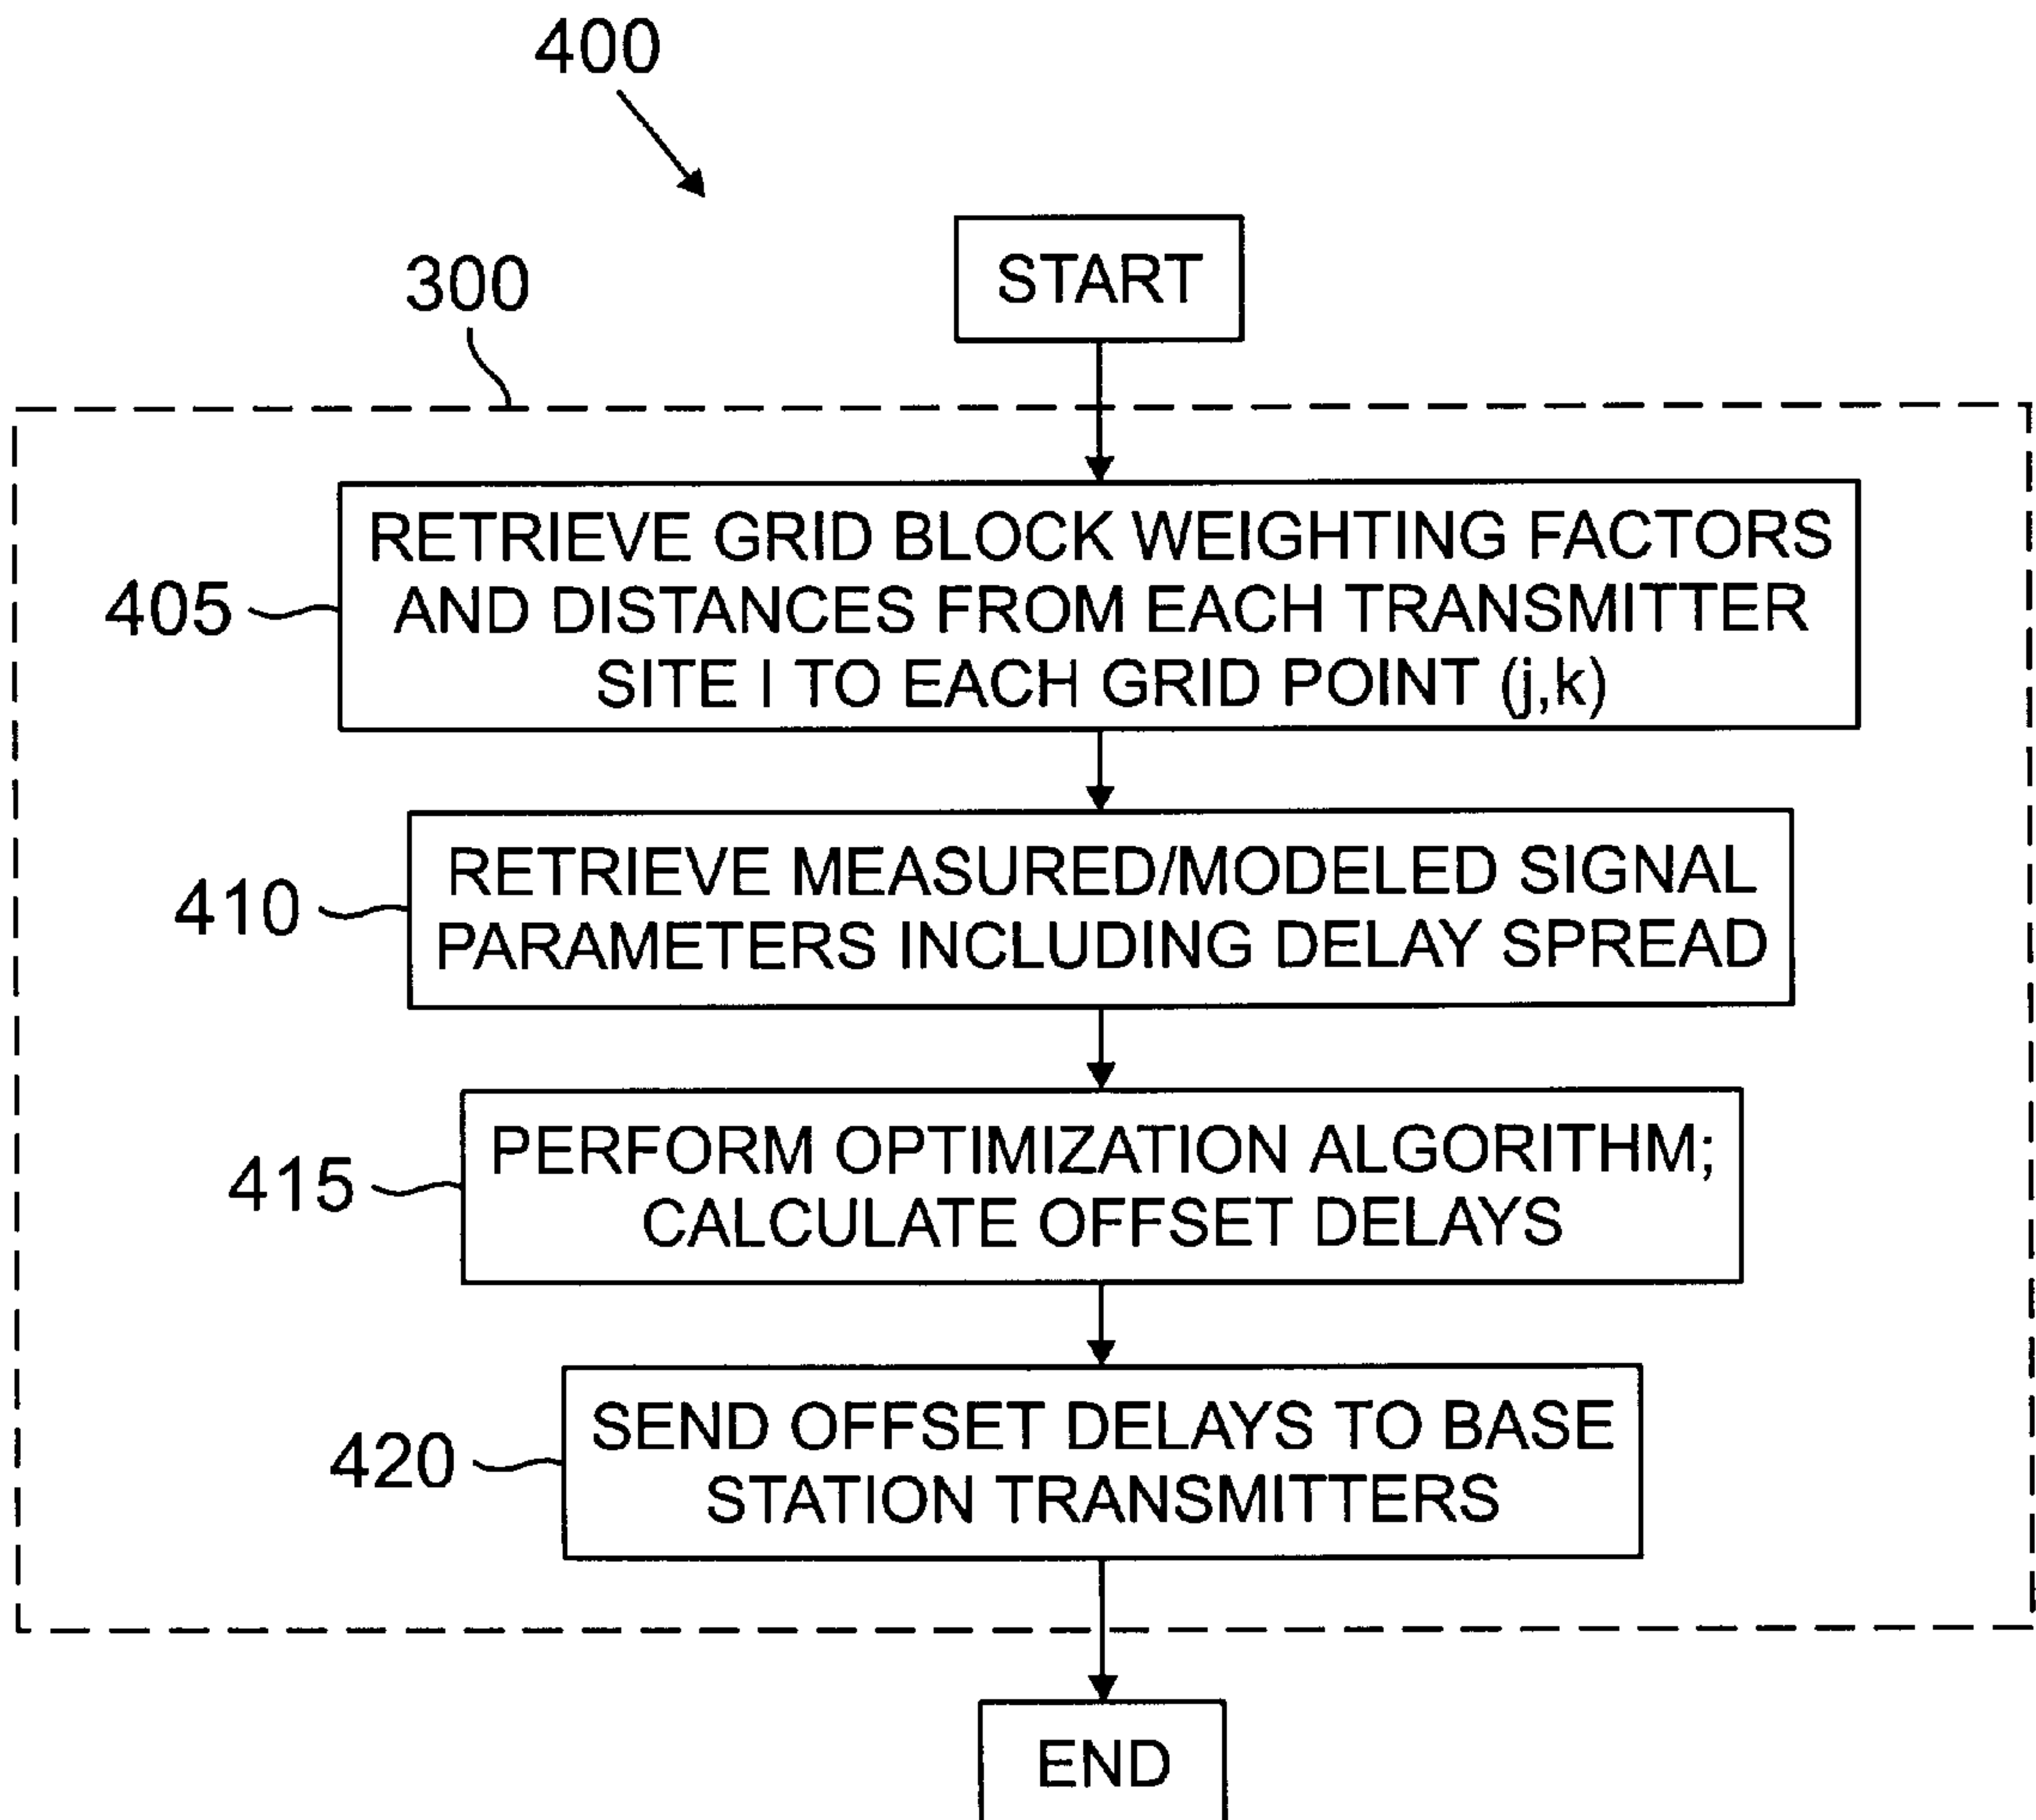 400
START
300
RETRIEVE GRID BLOCK WEIGHTING FACTORS
AND DISTANCES FROM EACH TRANSMITTER
SITE I TO EACH GRID POINT (j,k)
405
RETRIEVE MEASURED/MODELED SIGNAL
PARAMETERS INCLUDING DELAY SPREAD
410
PERFORM OPTIMIZATION ALGORITHM;
CALCULATE OFFSET DELAYS
415
SEND OFFSET DELAYS TO BASE
STATION TRANSMITTERS
420
END